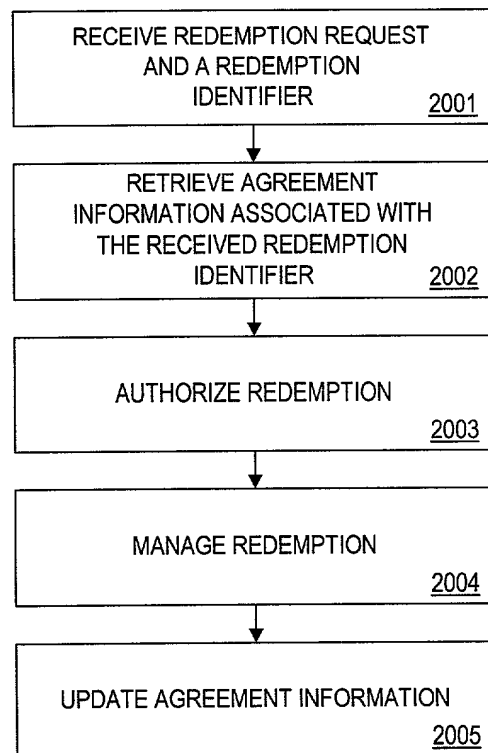 RECEIVE REDEMPTION REQUEST
AND A REDEMPTION
IDENTIFIER
2001
RETRIEVE AGREEMENT
INFORMATION ASSOCIATED WITH
THE RECEIVED REDEMPTION
IDENTIFIER
2002
AUTHORIZE REDEMPTION
2003
MANAGE REDEMPTION
2004
UPDATE AGREEMENT INFORMATION
2005